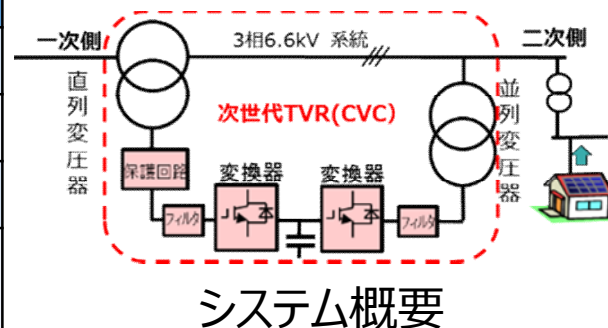 一次側
3相6.6kV 系統
二次側
直列変圧器
次世代TVR(CVC)
並列変圧器
保護回路
変換器
変換器
フィルタ
フィルタ
システム概要